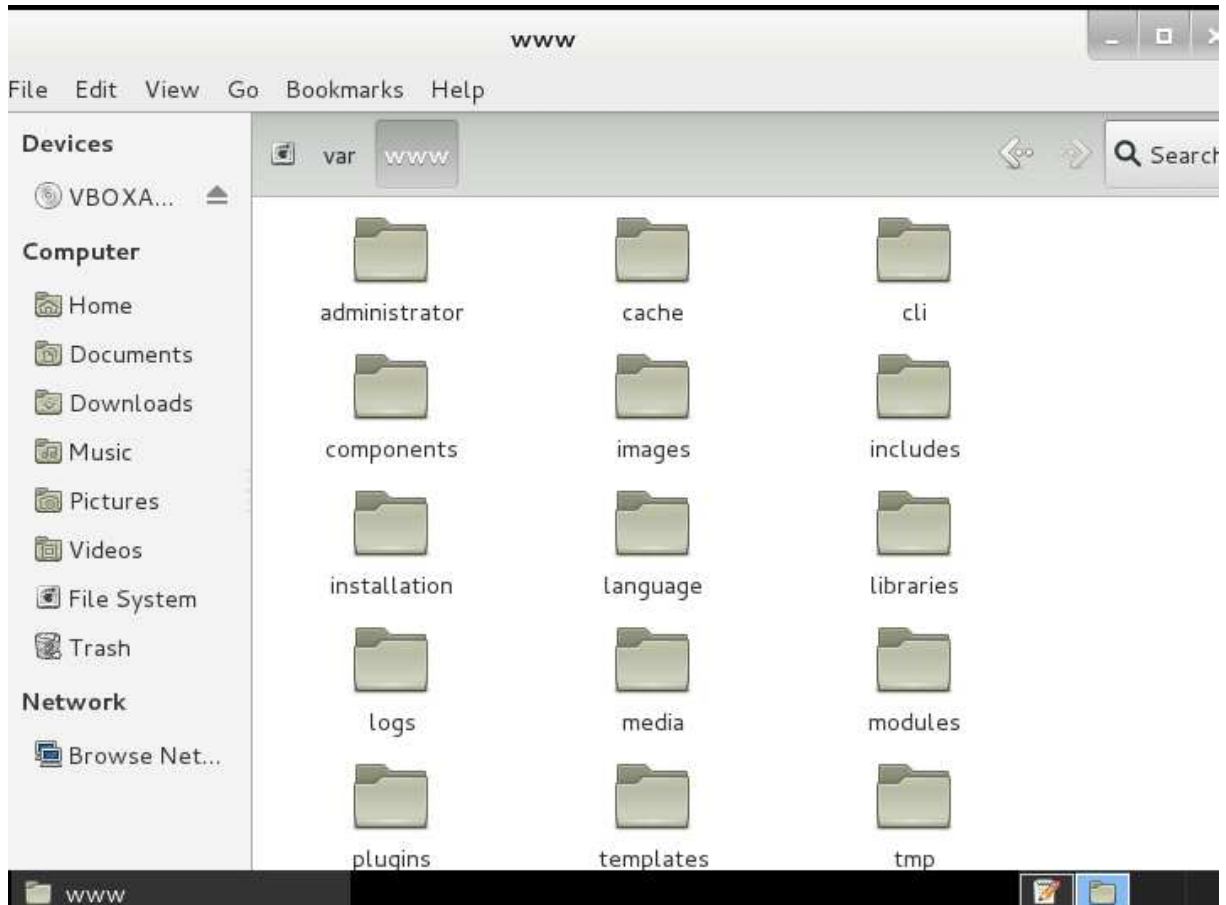 www
File Edit View Go Bookmarks Help
Devices
VBOXA...
Computer
Home
Documents
Downloads
Music
Pictures
Videos
File System
Trash
Network
Browse Net...
var www
Search
administrator cache cli
components images includes
installation language libraries
logs media modules
plugins templates tmp
www